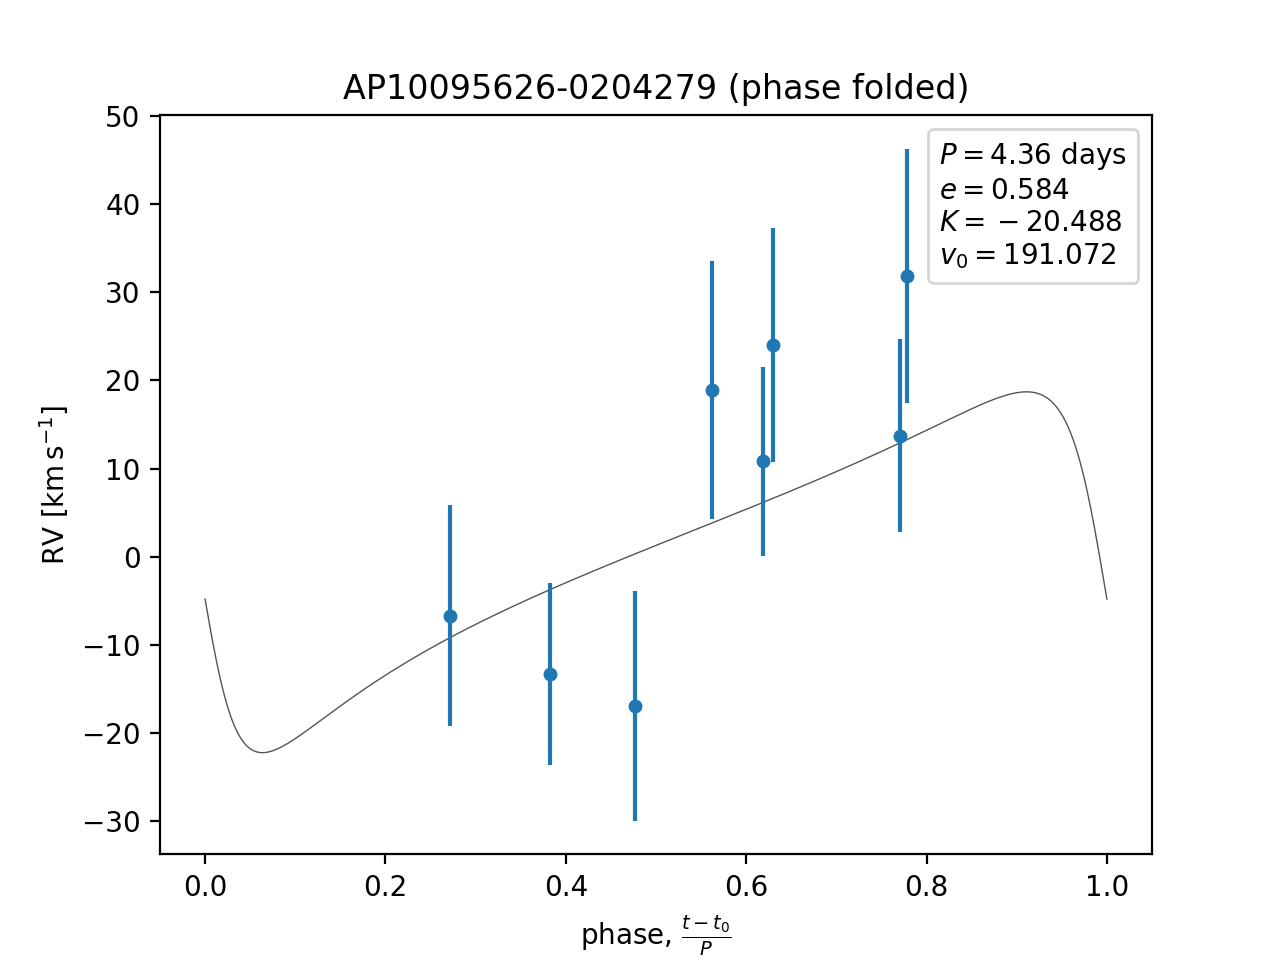 AP10095626-0204279 (phase folded)
P = 4.36 days
e = 0.584
K = −20.488
v₀ = 191.072
50
40
30
20
10
0
−10
−20
−30
RV [km s⁻¹]
0.0 0.2 0.4 0.6 0.8 1.0
phase, (t − t₀)/P